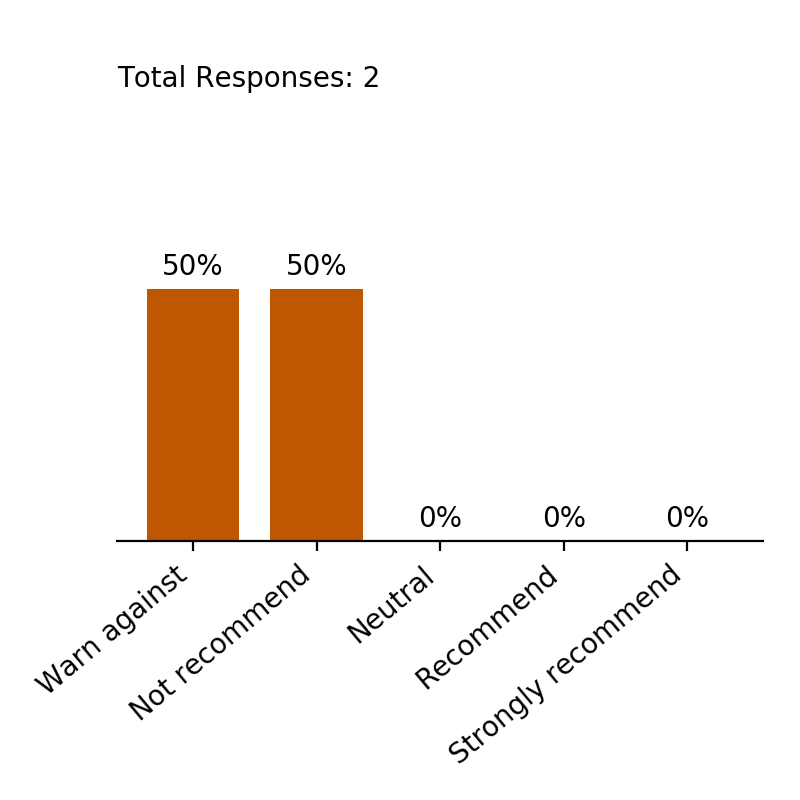 Total Responses: 2
50%
50%
0%
0%
0%
Warn against
Not recommend
Neutral
Recommend
Strongly recommend